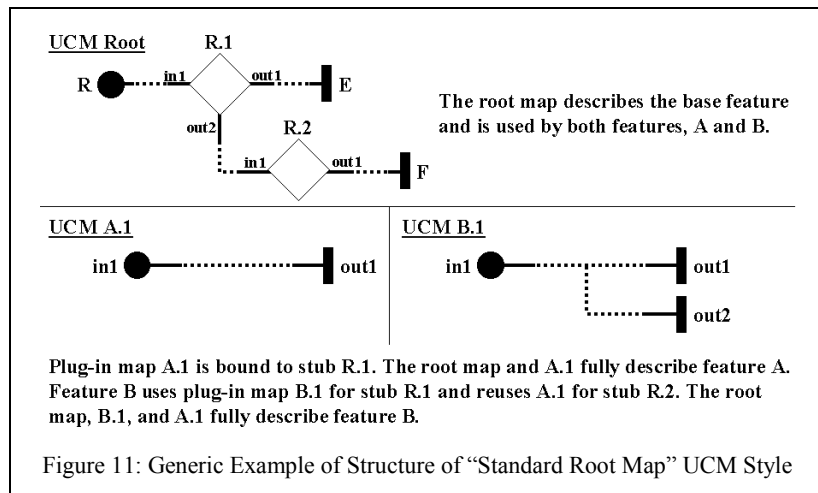 UCM Root
R.1
R
in1
out1
E
The root map describes the base feature
and is used by both features, A and B.
out2
R.2
in1
out1
F
UCM A.1
in1
out1
UCM B.1
in1
out1
out2
Plug-in map A.1 is bound to stub R.1. The root map and A.1 fully describe feature A.
Feature B uses plug-in map B.1 for stub R.1 and reuses A.1 for stub R.2. The root
map, B.1, and A.1 fully describe feature B.
Figure 11: Generic Example of Structure of “Standard Root Map” UCM Style